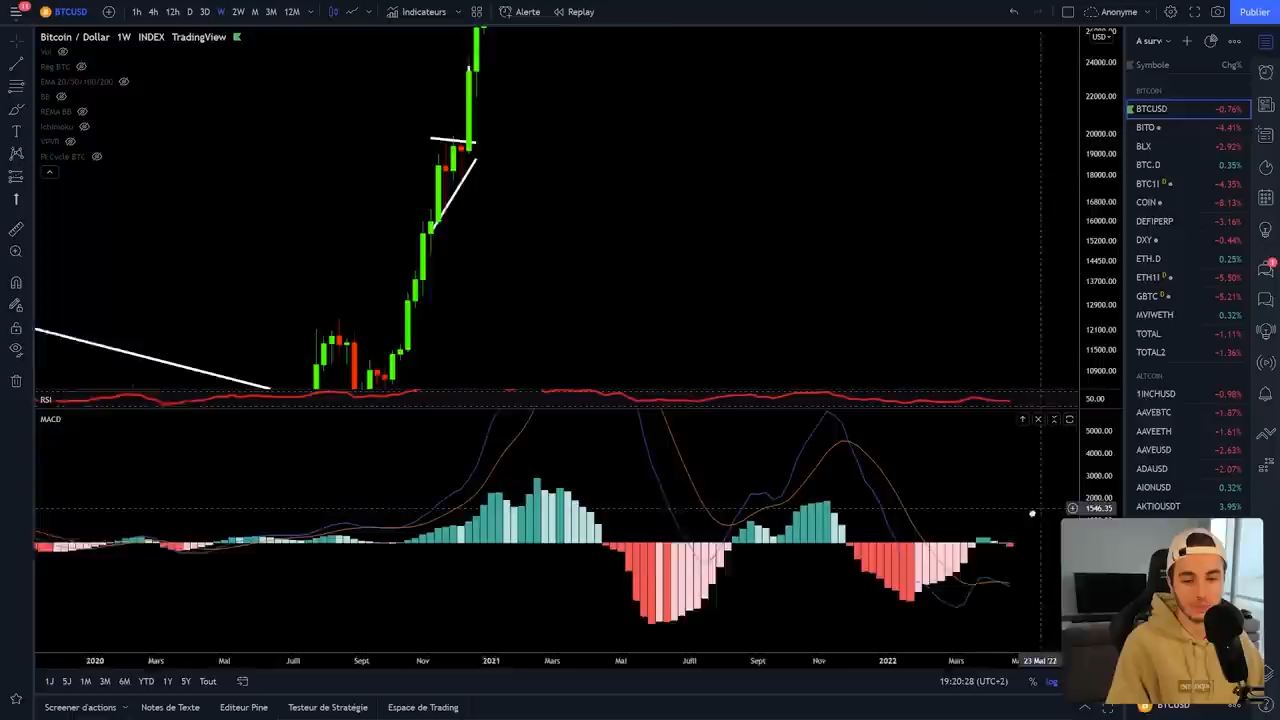 11
BTCUSD
1h 4h 12h D 3D W 2W M 3M 12M
Indicateurs
Alerte
Replay
Anonyme
Publier
Bitcoin / Dollar 1W INDEX TradingView
Vol
Reg BTC
EMA 20/50/100/200
BB
REMA BB
Ichimoku
VPVR
Pi Cycle BTC
USD
24000.00
22000.00
20000.00
19000.00
18000.00
16800.00
16000.00
15200.00
14450.00
13700.00
12900.00
12100.00
11500.00
10900.00
RSI
50.00
MACD
5000.00
4000.00
3000.00
2000.00
1546.35
2020 Mars Mai Juill Sept Nov 2021 Mars Mai Juill Sept Nov 2022 Mars
23 Mai '22
1J 5J 1M 3M 6M YTD 1Y 5Y Tout
19:20:28 (UTC+2)
% log
Screener d'actions
Notes de Texte
Editeur Pine
Testeur de Stratégie
Espace de Trading
A surv
Symbole Chg%
BITCOIN
BTCUSD −0.76%
BITO −4.41%
BLX −2.92%
BTC.D 0.35%
BTC1! D −4.35%
COIN −8.13%
DEFIPERP −3.16%
DXY −0.44%
ETH.D 0.25%
ETH1! D −5.50%
GBTC D −5.21%
MVIWETH 0.32%
TOTAL −1.11%
TOTAL2 −1.36%
ALTCOIN
1INCHUSD −0.98%
AAVEBTC −1.87%
AAVEETH −1.61%
AAVEUSD −2.63%
ADAUSD −2.07%
AIONUSD 0.32%
AKTIOUSDT 3.95%
BTCUSD